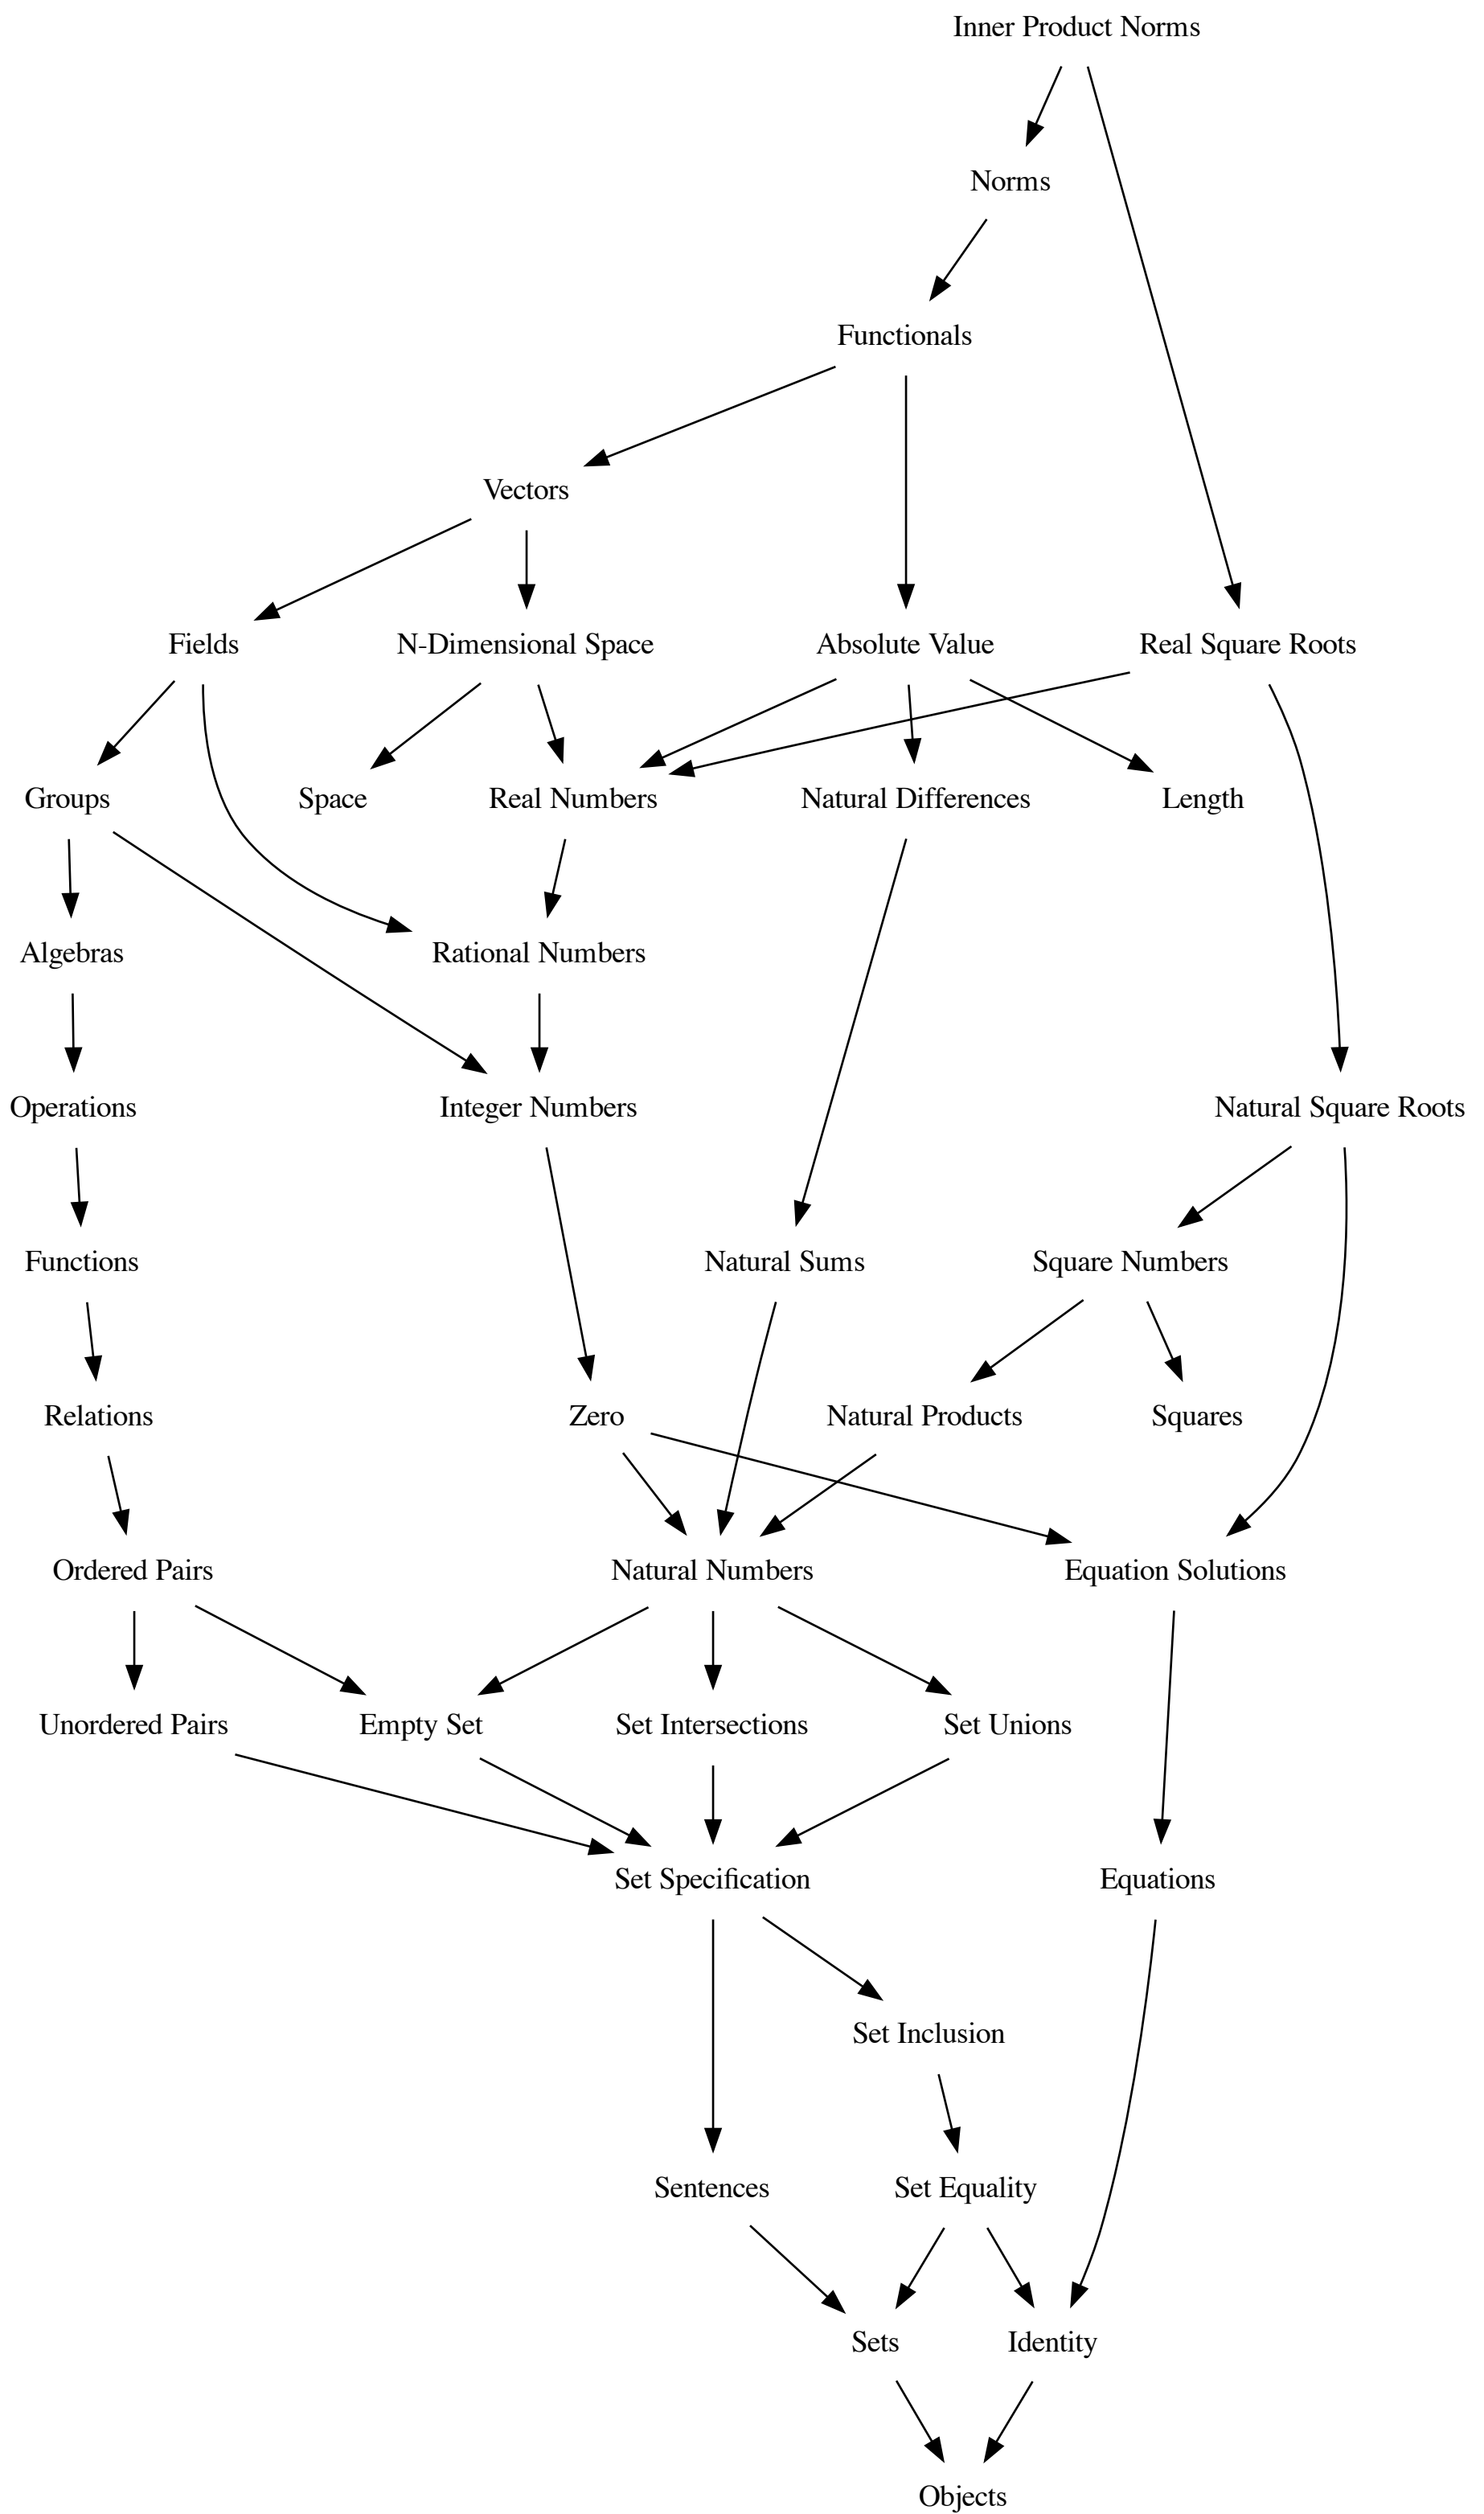 Inner Product Norms
Norms
Functionals
Vectors
Fields
N-Dimensional Space
Absolute Value
Real Square Roots
Groups
Space
Real Numbers
Natural Differences
Length
Algebras
Rational Numbers
Operations
Integer Numbers
Natural Square Roots
Functions
Natural Sums
Square Numbers
Relations
Zero
Natural Products
Squares
Ordered Pairs
Natural Numbers
Equation Solutions
Unordered Pairs
Empty Set
Set Intersections
Set Unions
Set Specification
Equations
Set Inclusion
Sentences
Set Equality
Sets
Identity
Objects